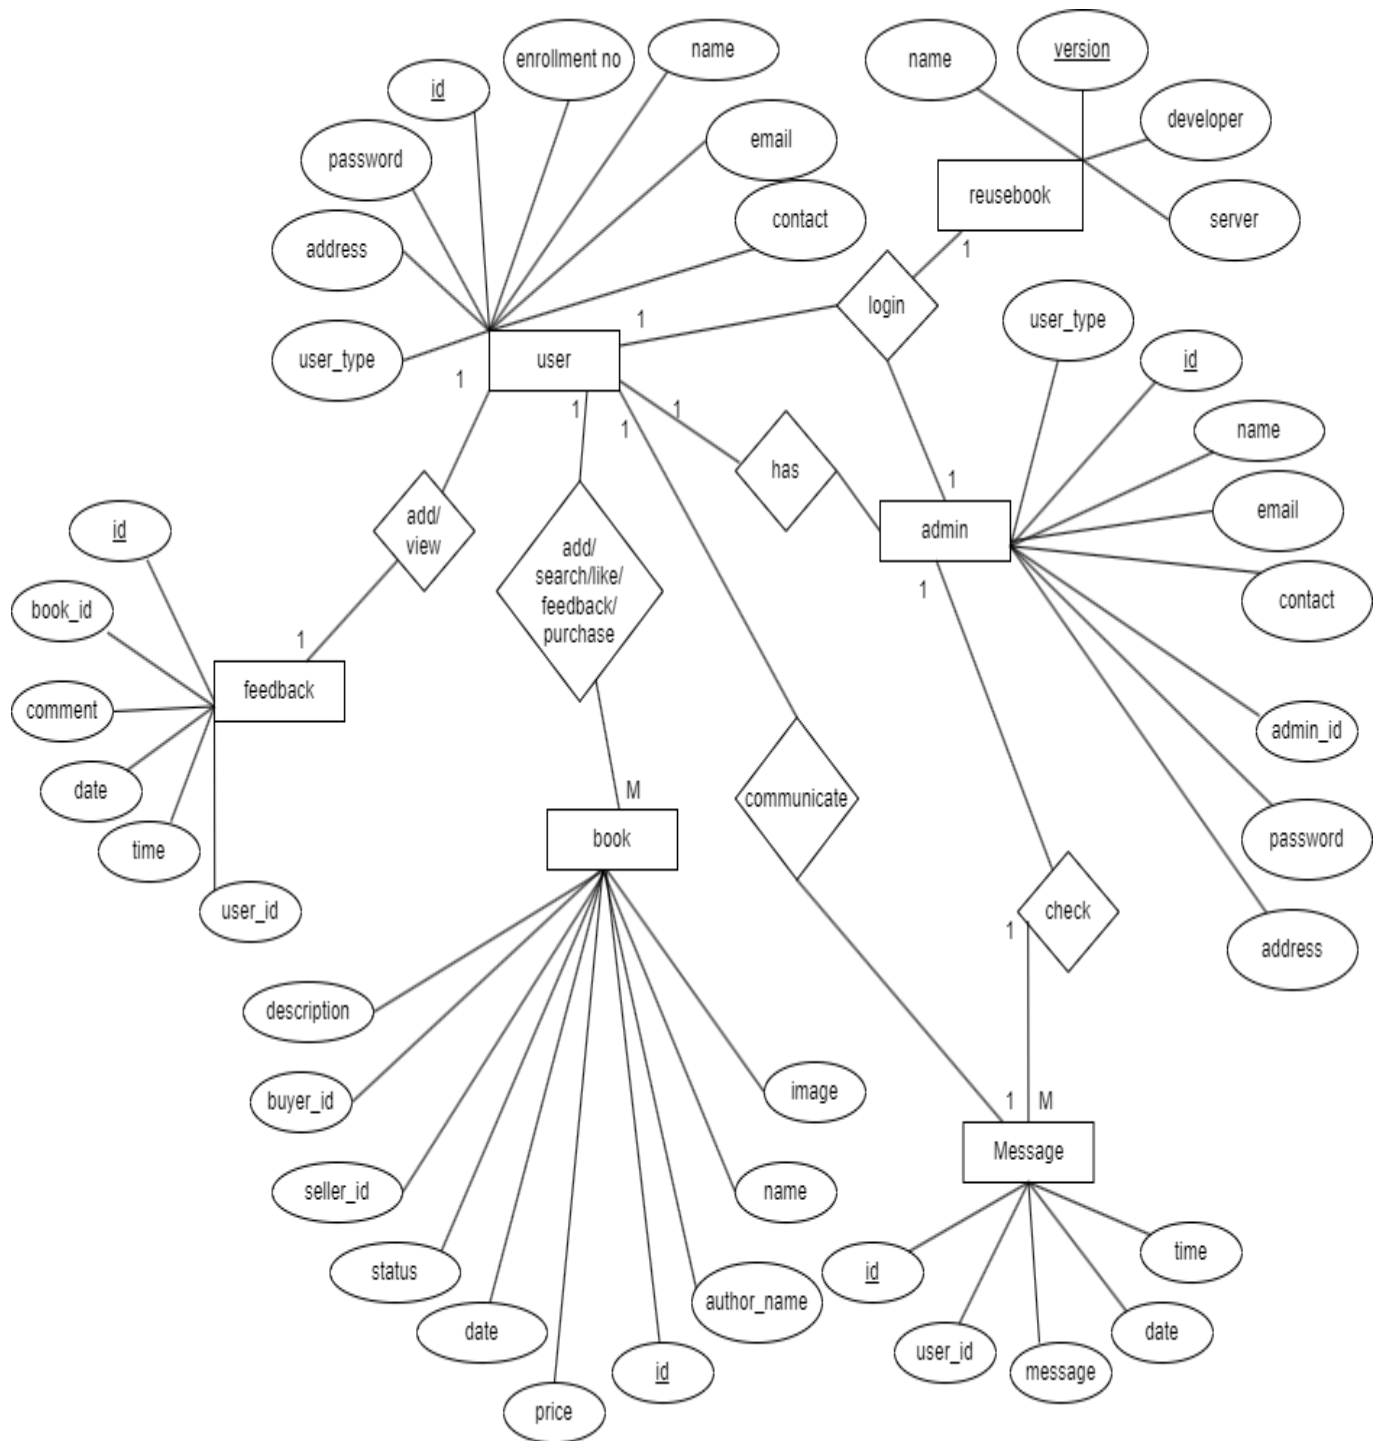 enrollment no
name
version
name
id
developer
email
password
contact
reusebook
server
address
1
login
user_type
1
user_type
user
id
1
1
1
1
name
has
1
add/
view
id
email
admin
add/
search/like/
feedback/
purchase
1
contact
book_id
1
feedback
comment
admin_id
date
M
communicate
time
book
password
user_id
check
1
address
description
image
buyer_id
1
M
Message
seller_id
name
time
status
id
author_name
date
date
user_id
id
message
price